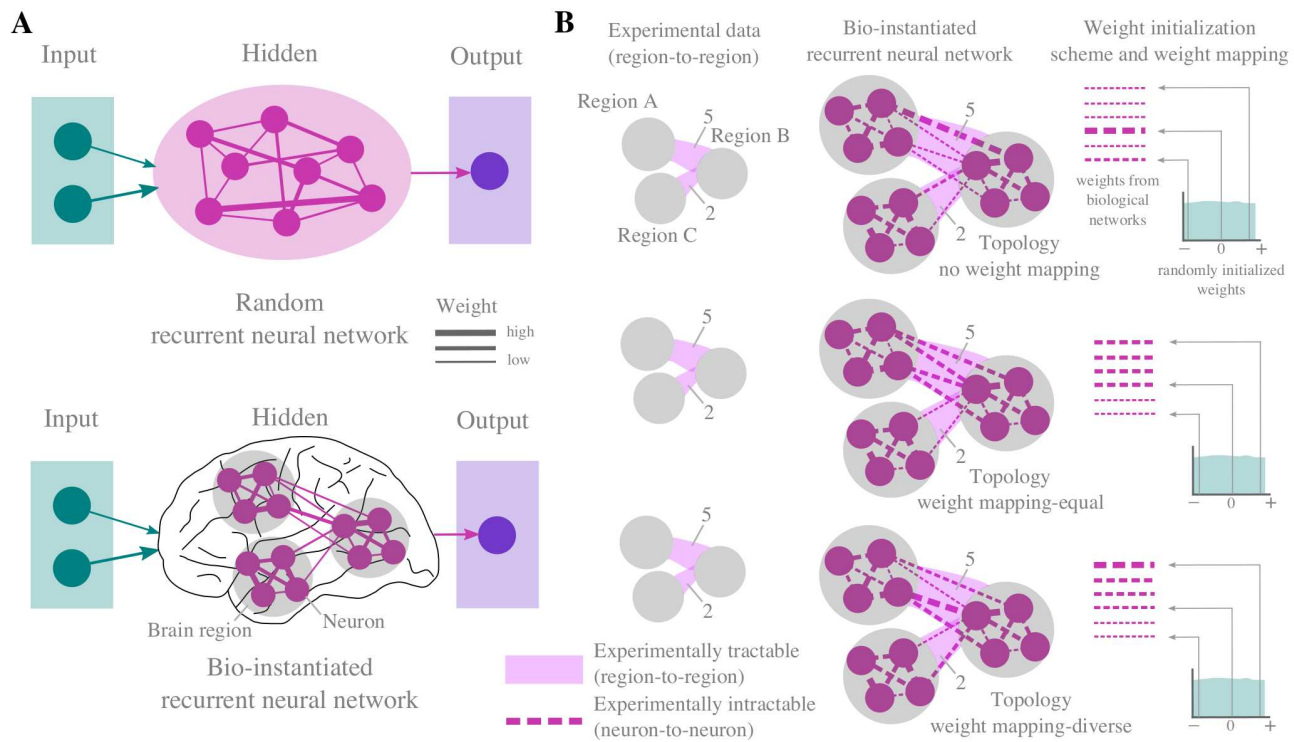 A
Input
Hidden
Output
Random
recurrent neural network
Weight
high
low
Input
Hidden
Output
Brain region
Neuron
Bio-instantiated
recurrent neural network
B
Experimental data
(region-to-region)
Bio-instantiated
recurrent neural network
Weight initialization
scheme and weight mapping
Region A
5
Region B
2
Region C
5
2
Topology
no weight mapping
weights from
biological
networks
− 0 +
randomly initialized
weights
5
2
5
2
Topology
weight mapping-equal
− 0 +
5
2
5
2
Topology
weight mapping-diverse
− 0 +
Experimentally tractable
(region-to-region)
Experimentally intractable
(neuron-to-neuron)